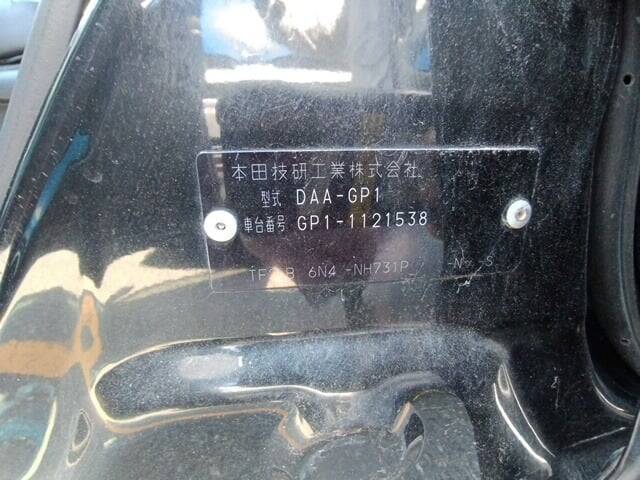 本田技研工業株式会社
型式 DAA-GP1
車台番号 GP1-1121538
6N4 -NH731P